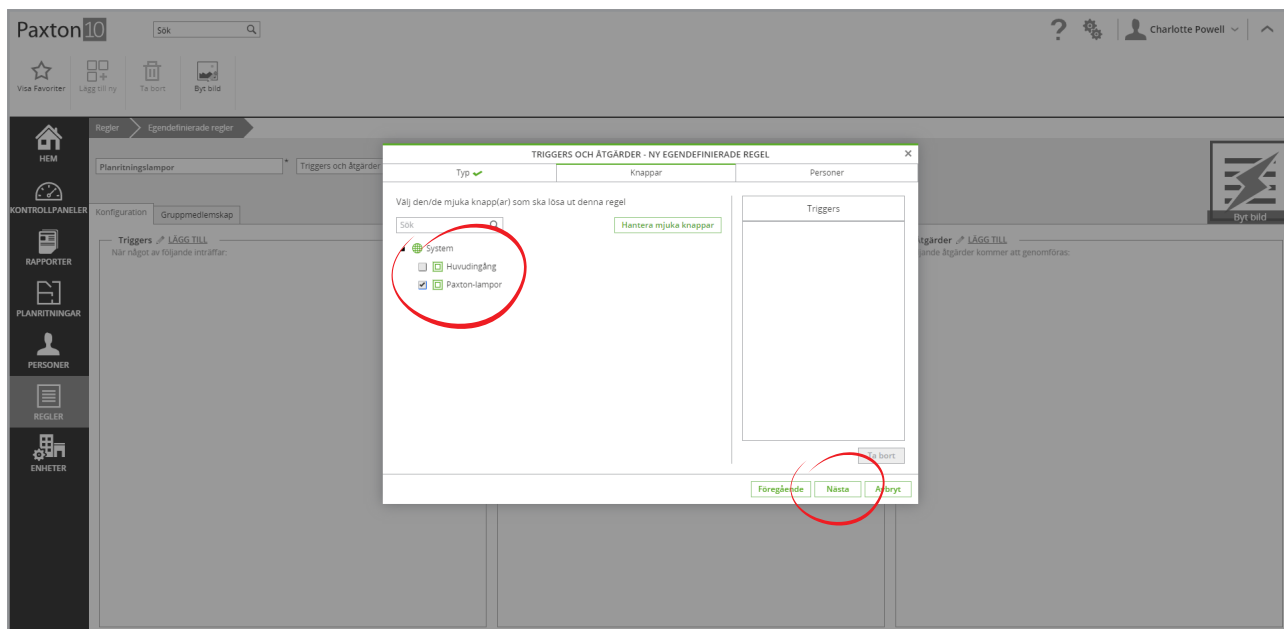 Paxton10
Sök
Charlotte Powell
Visa Favoriter
Lägg till ny
Ta bort
Byt bild
HEM
KONTROLLPANELER
RAPPORTER
PLANRITNINGAR
PERSONER
REGLER
ENHETER
Regler
Egendefinierade regler
Planritningslampor
*
Triggers och åtgärder
Byt bild
Konfiguration
Gruppmedlemskap
Triggers LÄGG TILL
När något av följande inträffar:
tgärder LÄGG TILL
ljande åtgärder kommer att genomföras:
TRIGGERS OCH ÅTGÄRDER - NY EGENDEFINIERADE REGEL
Typ
Knappar
Personer
Välj den/de mjuka knapp(ar) som ska lösa ut denna regel
Sök
Hantera mjuka knappar
System
Huvudingång
Paxton-lampor
Triggers
Ta bort
Föregående
Nästa
Avbryt